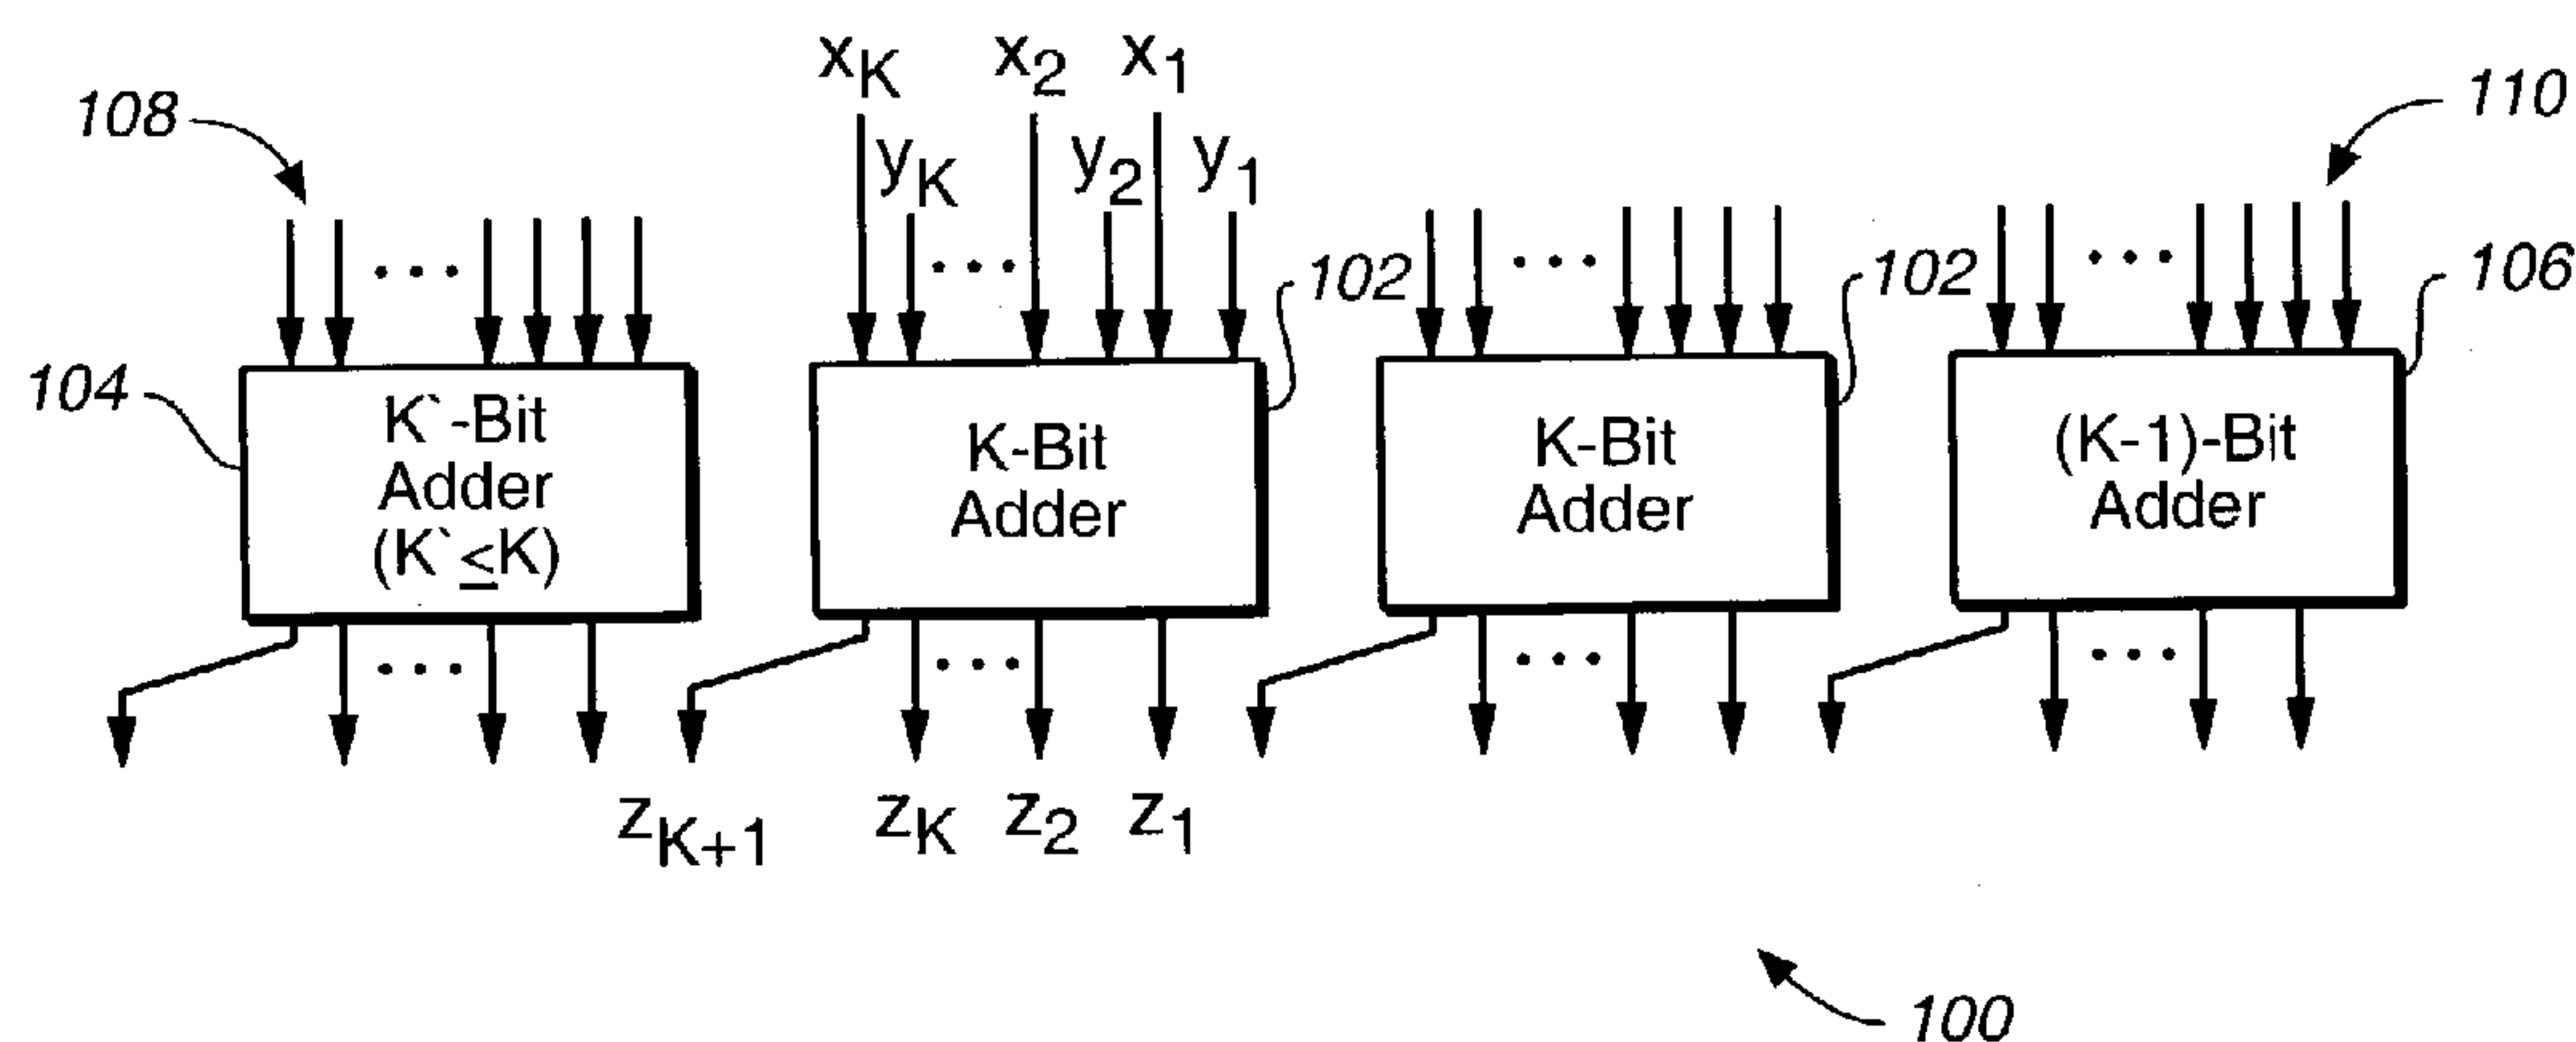 x_K x_2 x_1
108 110
y_K y_2 y_1
102 102 106
104
K`-Bit
Adder
(K`≤K)
K-Bit
Adder
K-Bit
Adder
(K-1)-Bit
Adder
z_{K+1} z_K z_2 z_1
100